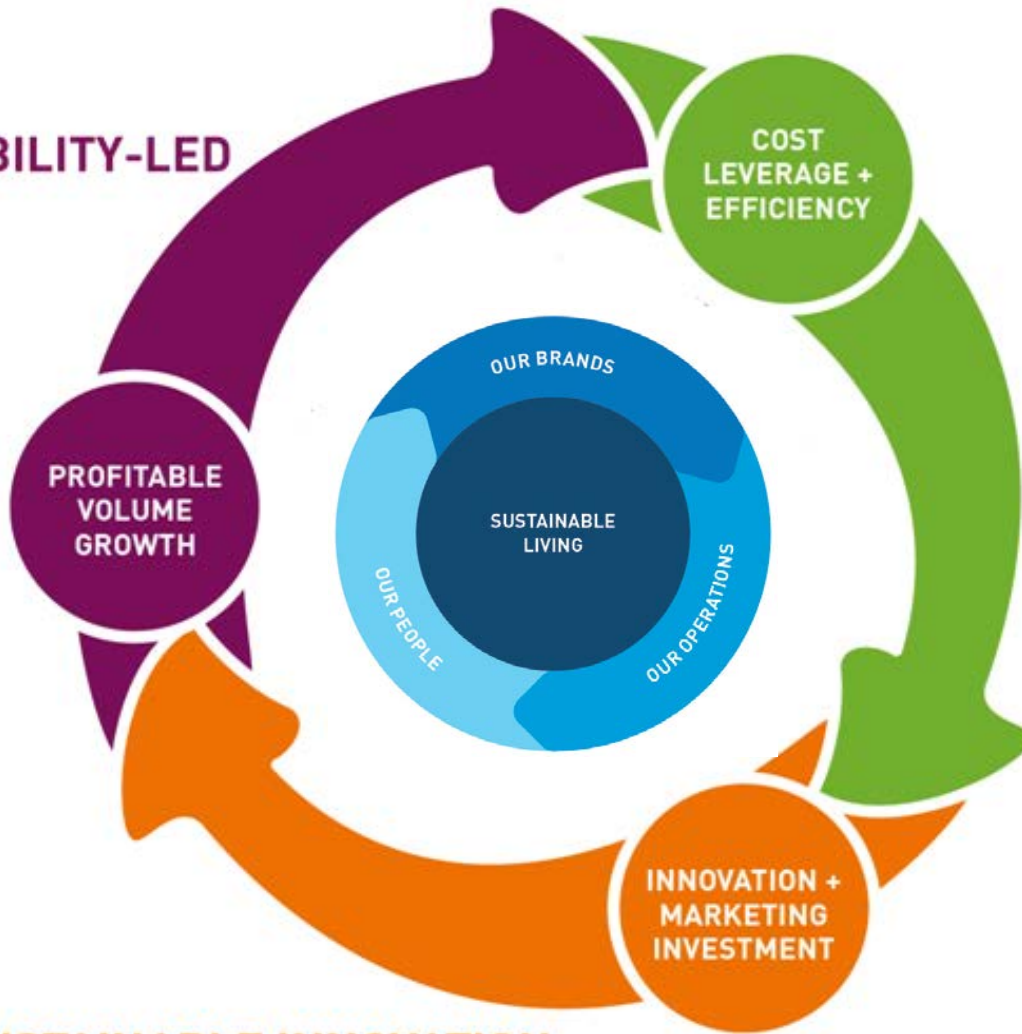 BILITY-LED
COST
LEVERAGE +
EFFICIENCY
OUR BRANDS
PROFITABLE
VOLUME
GROWTH
SUSTAINABLE
LIVING
OUR PEOPLE
OUR OPERATIONS
INNOVATION +
MARKETING
INVESTMENT